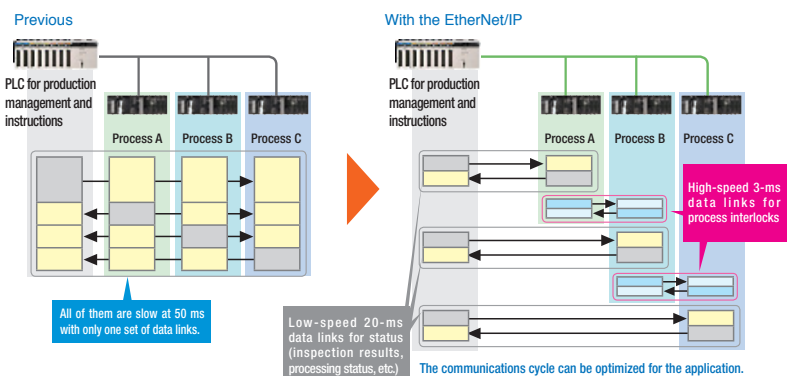 Previous
PLC for production
management and
instructions
Process A
Process B
Process C
All of them are slow at 50 ms
with only one set of data links.
With the EtherNet/IP
PLC for production
management and
instructions
Process A
Process B
Process C
High-speed 3-ms
data links for
process interlocks
Low-speed 20-ms
data links for status
(inspection results,
processing status, etc.)
The communications cycle can be optimized for the application.